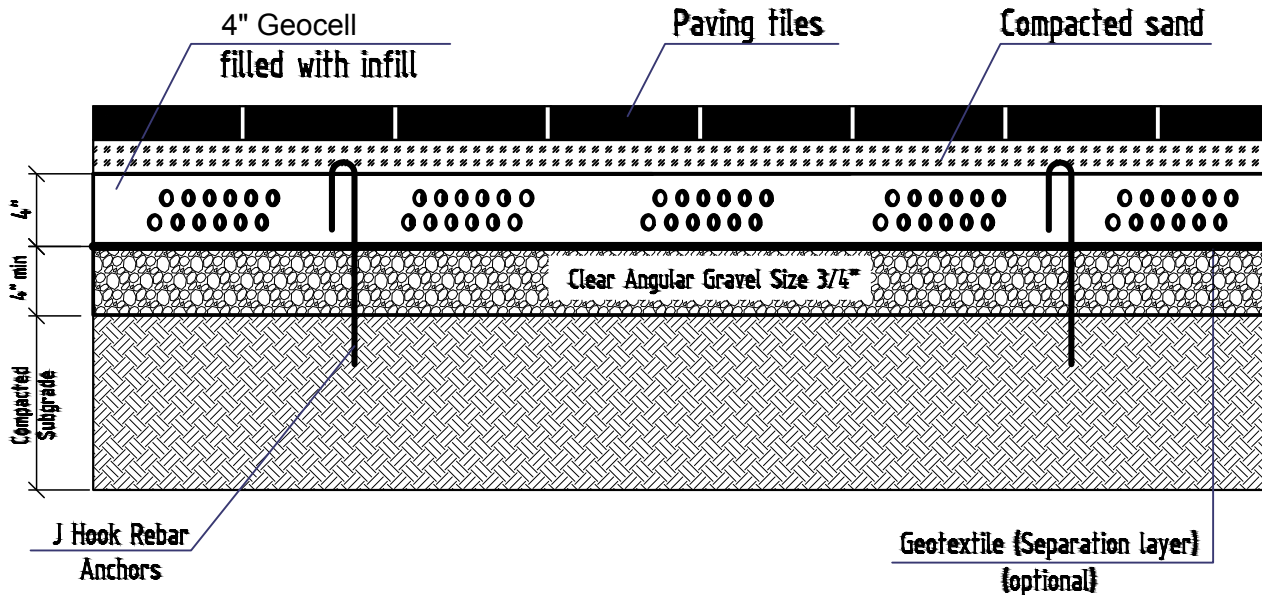 4" Geocell
filled with infill
Paving tiles
Compacted sand
4"
4" min
Clear Angular Gravel Size 3/4"
Compacted
Subgrade
J Hook Rebar
Anchors
Geotextile (Separation layer)
(optional)